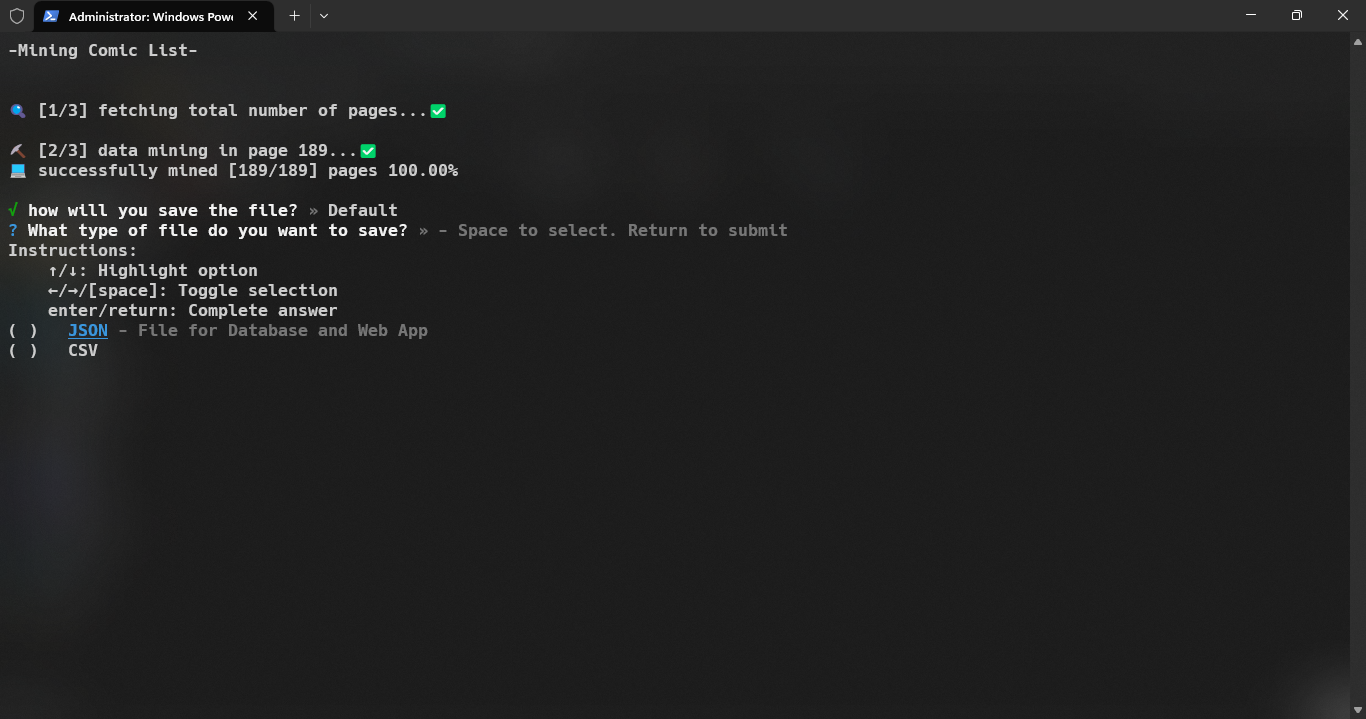 Administrator: Windows Powe
-Mining Comic List-
[1/3] fetching total number of pages...✅
[2/3] data mining in page 189...✅
successfully mined [189/189] pages 100.00%
√ how will you save the file? » Default
? What type of file do you want to save? » - Space to select. Return to submit
Instructions:
↑/↓: Highlight option
←/→/[space]: Toggle selection
enter/return: Complete answer
( ) JSON - File for Database and Web App
( ) CSV